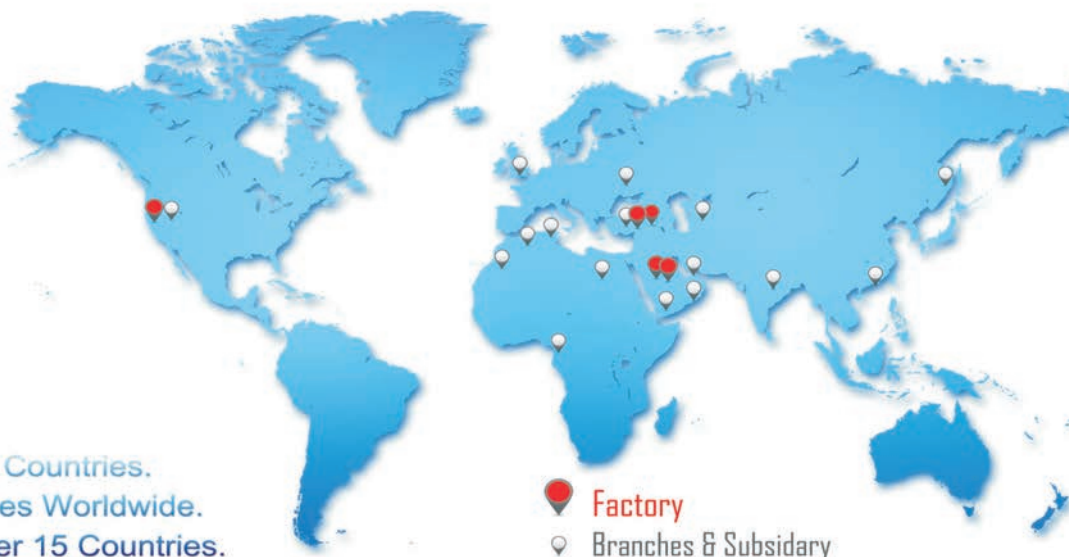 Countries.
es Worldwide.
er 15 Countries.
Factory
Branches & Subsidary